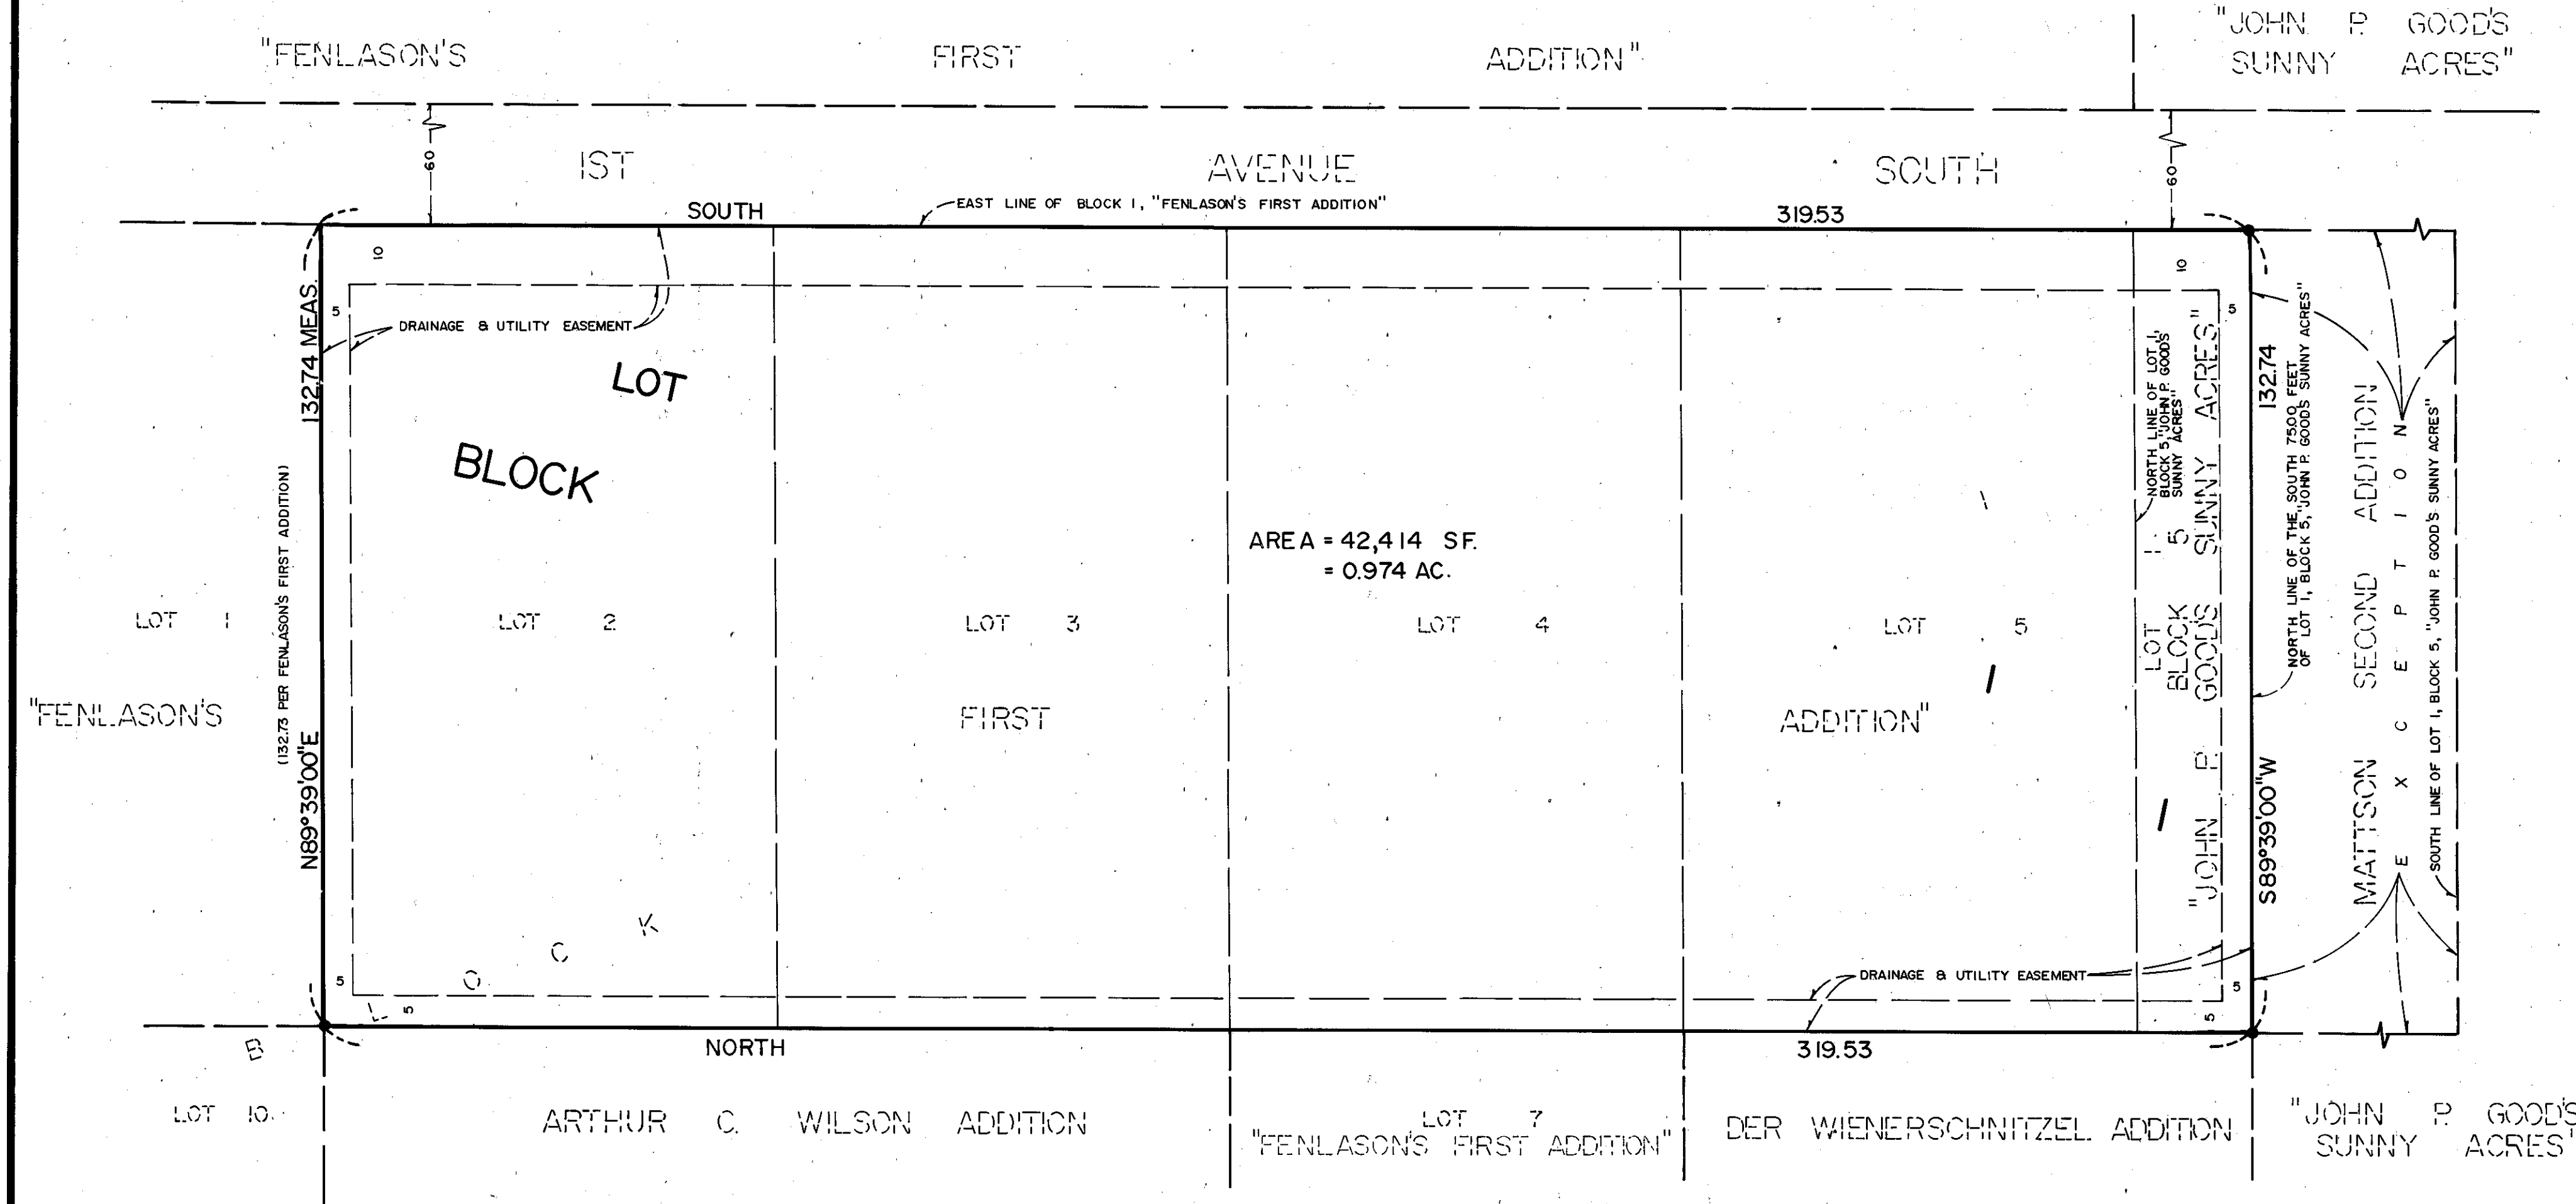 "FENLASON'S FIRST ADDITION"
"JOHN P. GOOD'S
SUNNY ACRES"
60
1ST AVENUE SOUTH
60
SOUTH
EAST LINE OF BLOCK 1, "FENLASON'S FIRST ADDITION"
319.53
10
10
5
5
132.74 MEAS.
(132.73 PER FENLASON'S FIRST ADDITION)
N89°39'00"E
DRAINAGE & UTILITY EASEMENT
LOT 1
BLOCK 1
AREA = 42,414 SF.
= 0.974 AC.
LOT 1
LOT 2
LOT 3
LOT 4
LOT 5
"FENLASON'S FIRST ADDITION"
NORTH LINE OF LOT 1,
BLOCK 5, "JOHN P. GOOD'S
SUNNY ACRES"
LOT 1
BLOCK 5
"JOHN P. GOOD'S SUNNY ACRES"
132.74
S89°39'00"W
NORTH LINE OF THE SOUTH 75.00 FEET
OF LOT 1, BLOCK 5, "JOHN P. GOOD'S SUNNY ACRES"
MATTSON SECOND ADDITION
EXCEPTION
SOUTH LINE OF LOT 1, BLOCK 5, "JOHN P. GOOD'S SUNNY ACRES"
DRAINAGE & UTILITY EASEMENT
5
5
5
5
BLOCK
NORTH
319.53
LOT 10
ARTHUR C. WILSON ADDITION
LOT 7
"FENLASON'S FIRST ADDITION"
DER WIENERSCHNITZEL ADDITION
"JOHN P. GOOD'S
SUNNY ACRES"